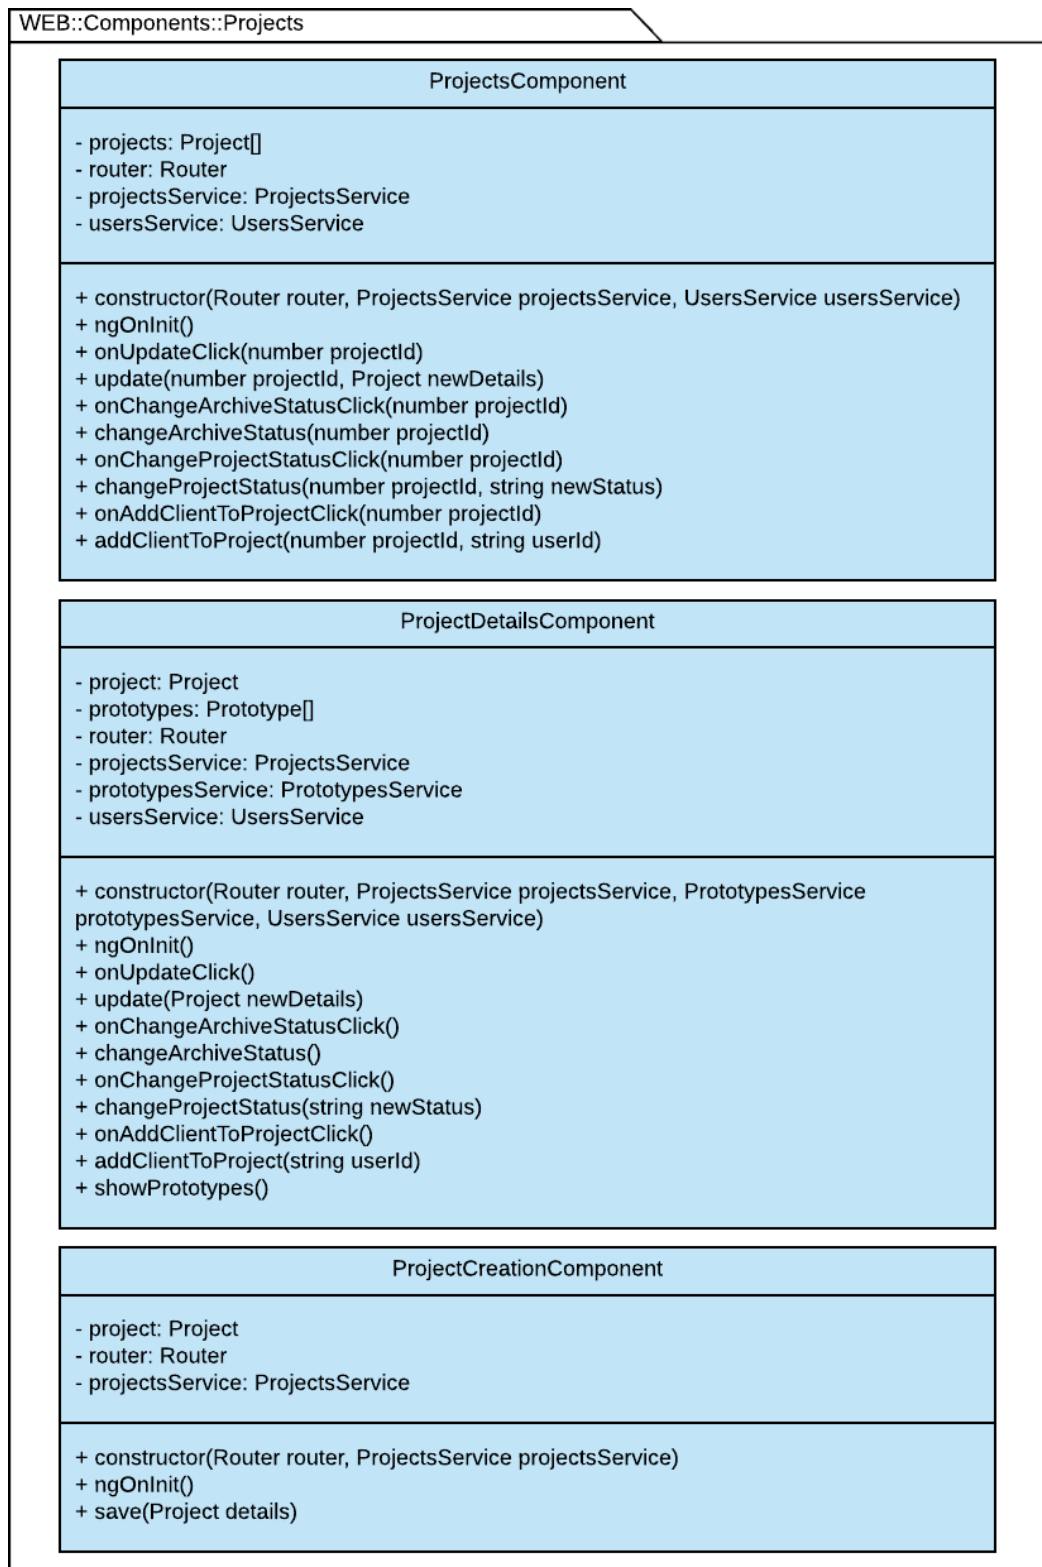 WEB::Components::Projects
ProjectsComponent
- projects: Project[]
- router: Router
- projectsService: ProjectsService
- usersService: UsersService
+ constructor(Router router, ProjectsService projectsService, UsersService usersService)
+ ngOnInit()
+ onUpdateClick(number projectId)
+ update(number projectId, Project newDetails)
+ onChangeArchiveStatusClick(number projectId)
+ changeArchiveStatus(number projectId)
+ onChangeProjectStatusClick(number projectId)
+ changeProjectStatus(number projectId, string newStatus)
+ onAddClientToProjectClick(number projectId)
+ addClientToProject(number projectId, string userId)
ProjectDetailsComponent
- project: Project
- prototypes: Prototype[]
- router: Router
- projectsService: ProjectsService
- prototypesService: PrototypesService
- usersService: UsersService
+ constructor(Router router, ProjectsService projectsService, PrototypesService
prototypesService, UsersService usersService)
+ ngOnInit()
+ onUpdateClick()
+ update(Project newDetails)
+ onChangeArchiveStatusClick()
+ changeArchiveStatus()
+ onChangeProjectStatusClick()
+ changeProjectStatus(string newStatus)
+ onAddClientToProjectClick()
+ addClientToProject(string userId)
+ showPrototypes()
ProjectCreationComponent
- project: Project
- router: Router
- projectsService: ProjectsService
+ constructor(Router router, ProjectsService projectsService)
+ ngOnInit()
+ save(Project details)